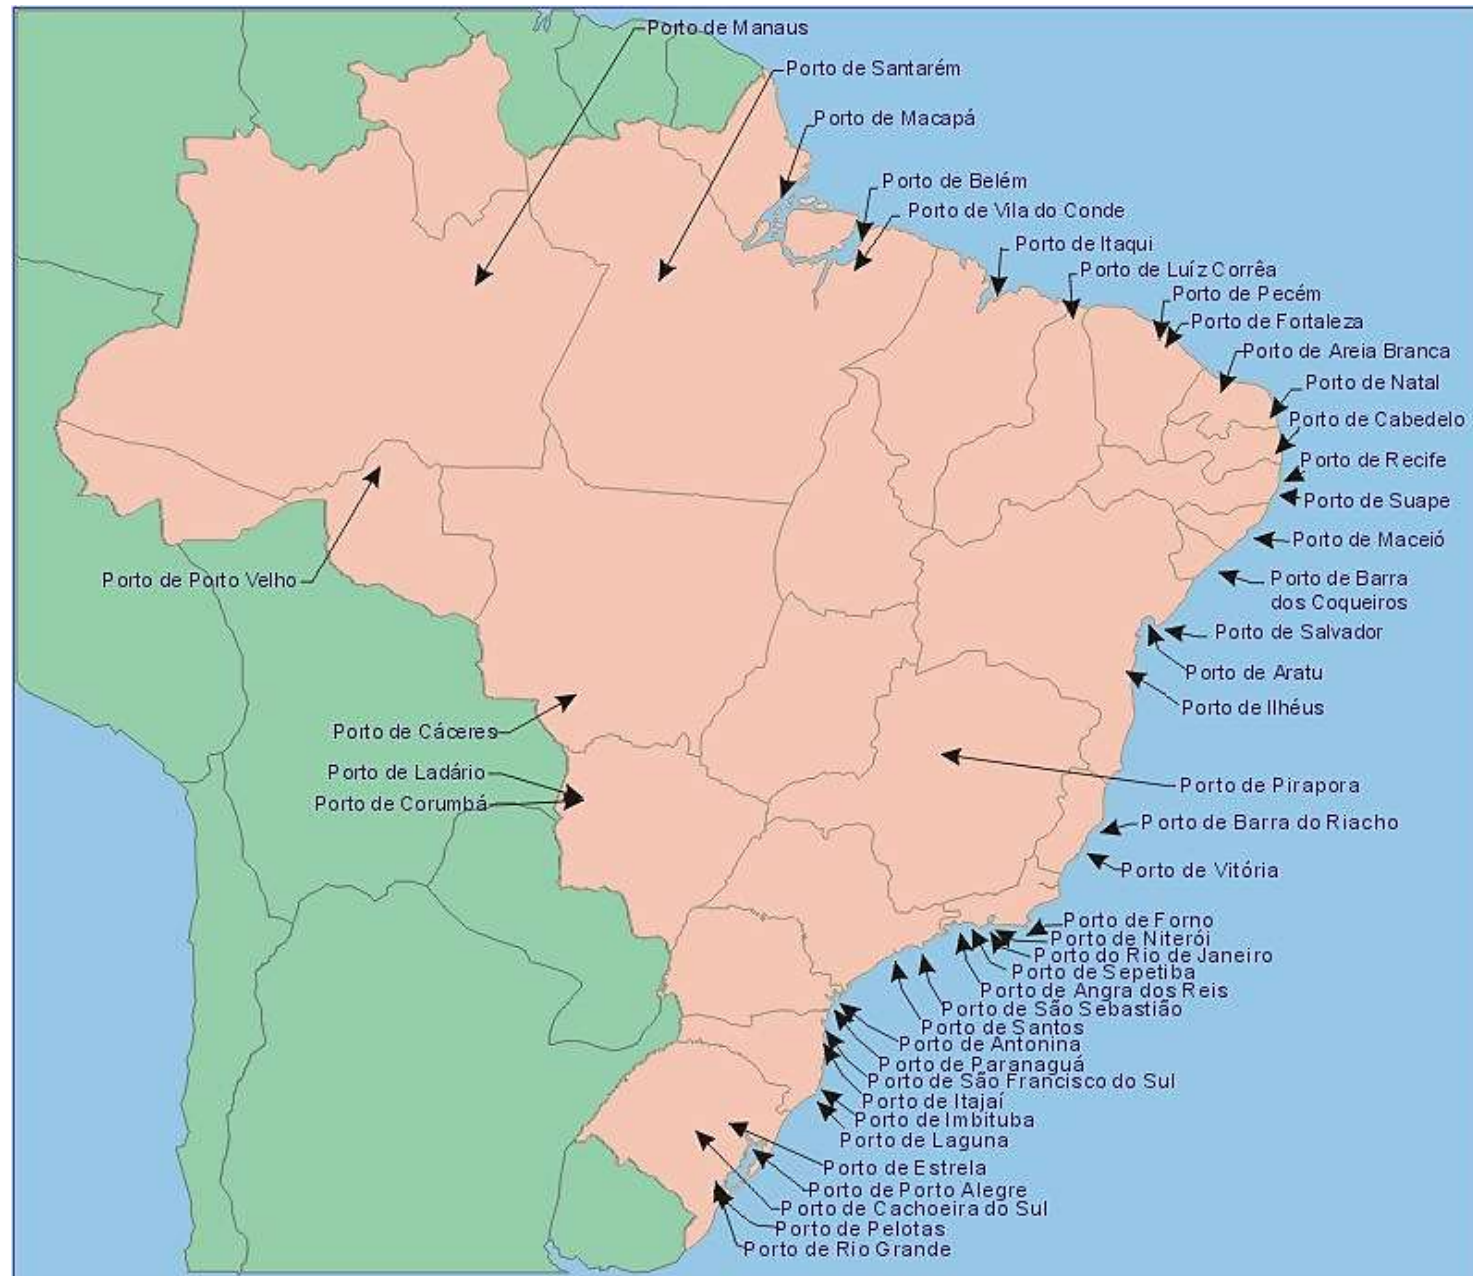 Porto de Manaus
Porto de Santarém
Porto de Macapá
Porto de Belém
Porto de Vila do Conde
Porto de Itaqui
Porto de Luíz Corrêa
Porto de Pecém
Porto de Fortaleza
Porto de Areia Branca
Porto de Natal
Porto de Cabedelo
Porto de Recife
Porto de Suape
Porto de Maceió
Porto de Porto Velho
Porto de Barra
dos Coqueiros
Porto de Salvador
Porto de Aratu
Porto de Ilhéus
Porto de Cáceres
Porto de Ladário
Porto de Corumbá
Porto de Pirapora
Porto de Barra do Riacho
Porto de Vitória
Porto de Forno
Porto de Niterói
Porto do Rio de Janeiro
Porto de Sepetiba
Porto de Angra dos Reis
Porto de São Sebastião
Porto de Santos
Porto de Antonina
Porto de Paranaguá
Porto de São Francisco do Sul
Porto de Itajaí
Porto de Imbituba
Porto de Laguna
Porto de Estrela
Porto de Porto Alegre
Porto de Cachoeira do Sul
Porto de Pelotas
Porto de Rio Grande